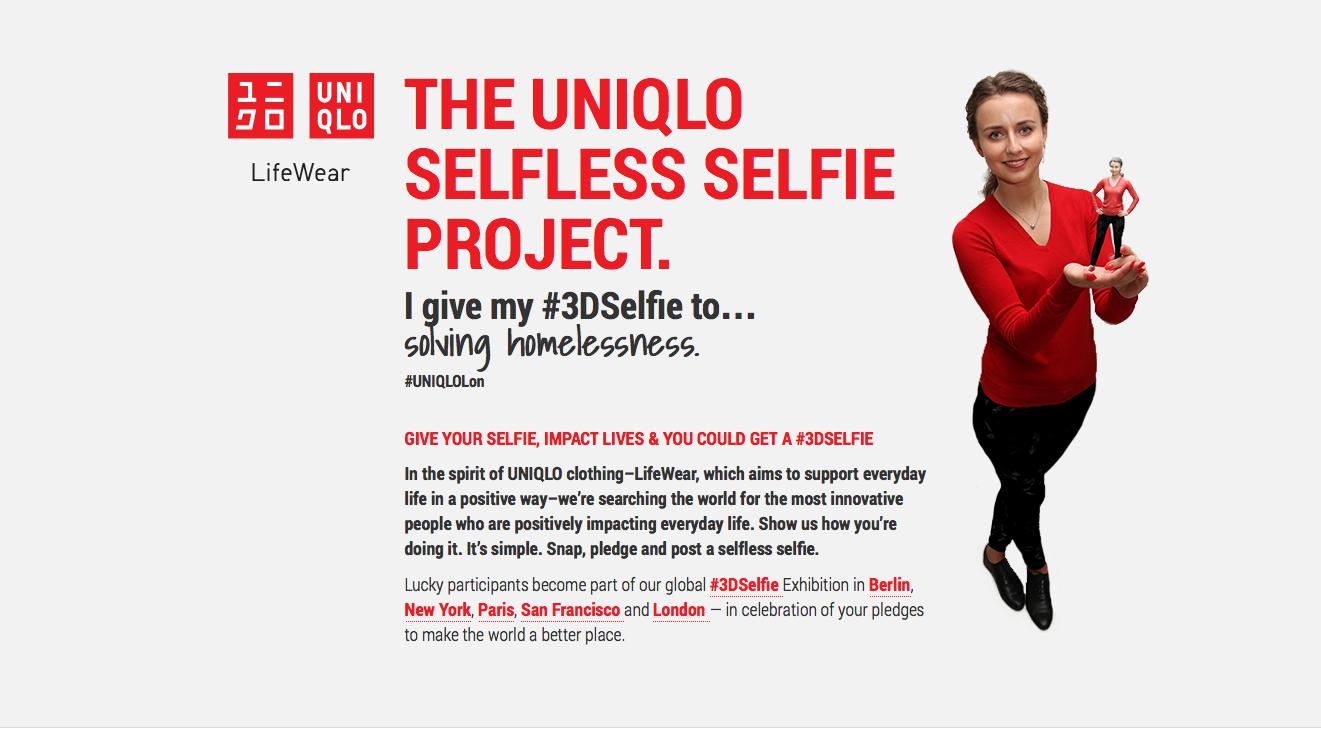 ユニ
クロ
UNI
QLO
LifeWear
THE UNIQLO
SELFLESS SELFIE
PROJECT.
I give my #3DSelfie to…
solving homelessness.
#UNIQLOLon
GIVE YOUR SELFIE, IMPACT LIVES & YOU COULD GET A #3DSELFIE
In the spirit of UNIQLO clothing–LifeWear, which aims to support everyday
life in a positive way–we’re searching the world for the most innovative
people who are positively impacting everyday life. Show us how you’re
doing it. It’s simple. Snap, pledge and post a selfless selfie.
Lucky participants become part of our global #3DSelfie Exhibition in Berlin,
New York, Paris, San Francisco and London — in celebration of your pledges
to make the world a better place.